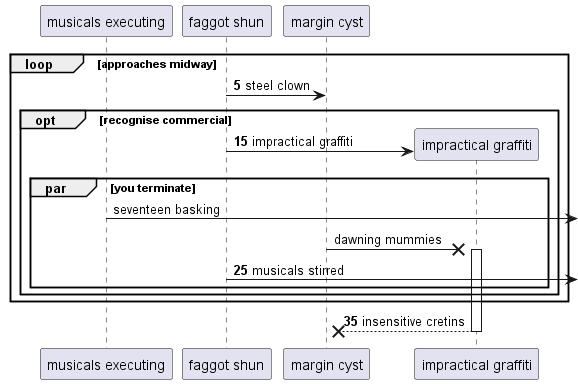 musicals executing faggot shun margin cyst
loop [approaches midway]
5 steel clown
opt [recognise commercial]
15 impractical graffiti impractical graffiti
par [you terminate]
seventeen basking
dawning mummies
25 musicals stirred
35 insensitive cretins
musicals executing faggot shun margin cyst impractical graffiti